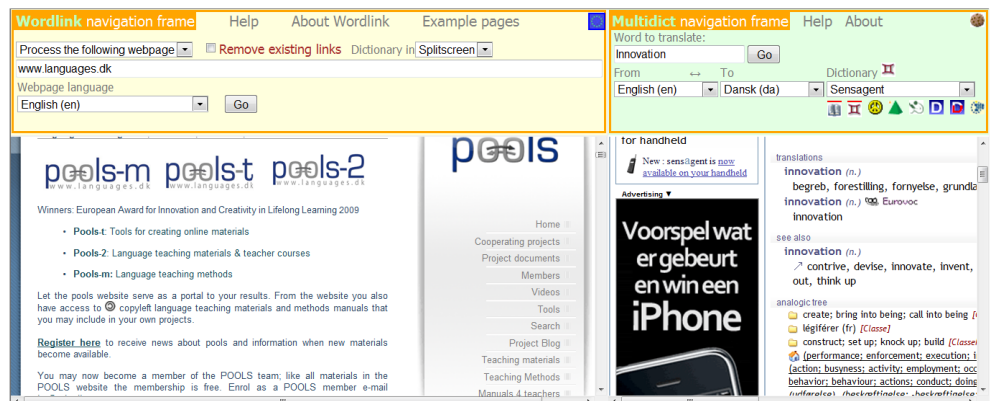 Wordlink navigation frame Help About Wordlink Example pages
Process the following webpage Remove existing links Dictionary in Splitscreen
www.languages.dk
Webpage language
English (en) Go
Multidict navigation frame Help About
Word to translate:
Innovation Go
From ↔ To Dictionary
English (en) Dansk (da) Sensagent
pools-m pools-t pools-2
www.languages.dk www.languages.dk www.languages.dk
Winners: European Award for Innovation and Creativity in Lifelong Learning 2009
• Pools-t: Tools for creating online materials
• Pools-2: Language teaching materials & teacher courses
• Pools-m: Language teaching methods
Let the pools website serve as a portal to your results. From the website you also
have access to copyleft language teaching materials and methods manuals that
you may include in your own projects.
Register here to receive news about pools and information when new materials
become available.
You may now become a member of the POOLS team; like all materials in the
POOLS website the membership is free. Enrol as a POOLS member e-mail
pools
Home
Cooperating projects
Project documents
Members
Videos
Tools
Search
Project Blog
Teaching materials
Teaching Methods
Manuals 4 teachers
for handheld
New : sensagent is now
available on your handheld
Advertising ▼
Voorspel wat
er gebeurt
en win een
iPhone
translations
innovation (n.)
begreb, forestilling, fornyelse, grundla
innovation (n.) Eurovoc
innovation
see also
innovation (n.)
↗ contrive, devise, innovate, invent,
out, think up
analogic tree
create; bring into being; call into being [C
légiférer (fr) [Classe]
construct; set up; knock up; build [Classe
(performance; enforcement; execution; i
(action; busyness; activity; employment; occ
behavior; behaviour; actions; conduct; doing
(udførelse) (beskæftigelse; -beskæftigelse;